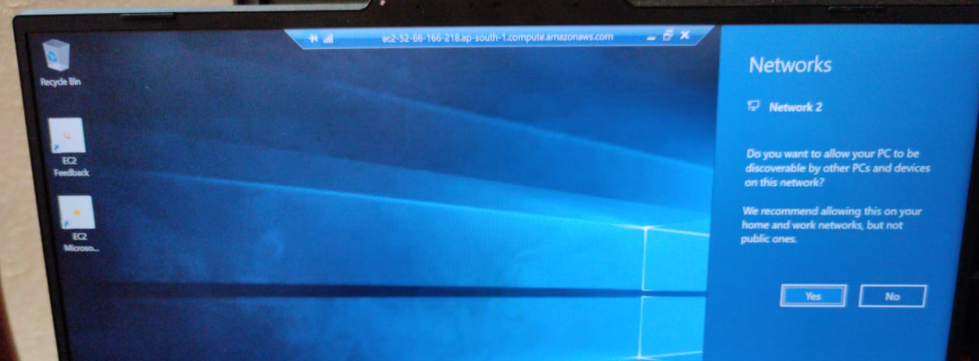 ec2-52-66-166-218.ap-south-1.compute.amazonaws.com
Recycle Bin
EC2
Feedback
EC2
Microso...
Networks
Network 2
Do you want to allow your PC to be
discoverable by other PCs and devices
on this network?
We recommend allowing this on your
home and work networks, but not
public ones.
Yes
No